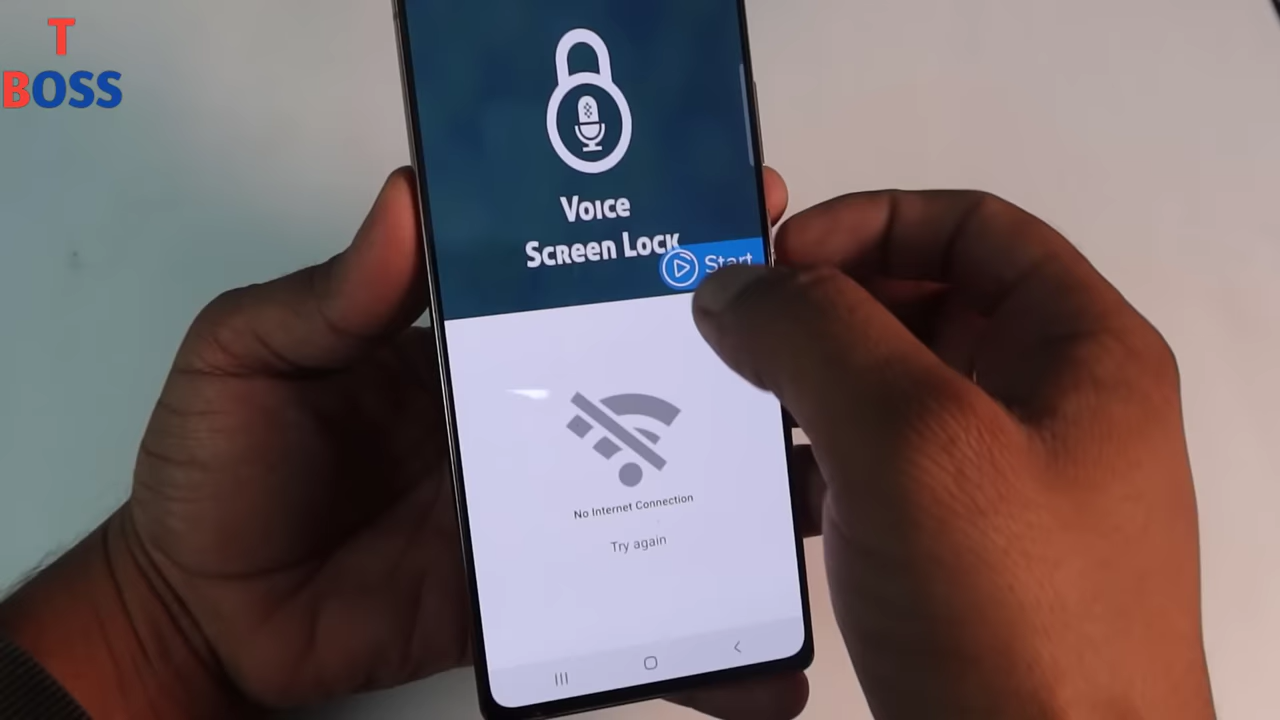 T
BOSS
Voice
Screen Lock
Start
No Internet Connection
Try again